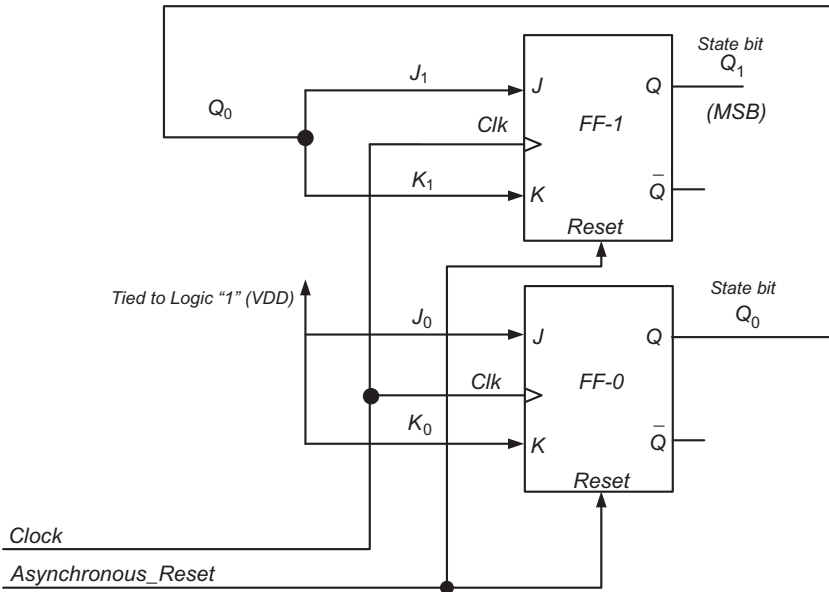 State bit
Q₁
(MSB)
J₁
J
Q
Q₀
Clk
FF-1
K₁
K
Q̅
Reset
Tied to Logic “1” (VDD)
State bit
Q₀
J₀
J
Q
Clk
FF-0
K₀
K
Q̅
Reset
Clock
Asynchronous_Reset